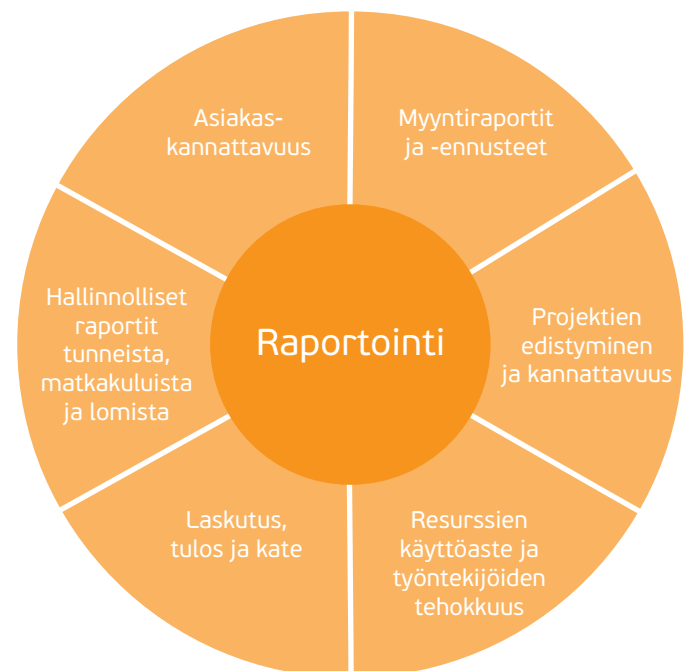 Asiakas-
kannattavuus
Myyntiraportit
ja -ennusteet
Hallinnolliset
raportit
tunneista,
matkakuluista
ja lomista
Raportointi
Projektien
edistyminen
ja kannattavuus
Laskutus,
tulos ja kate
Resurssien
käyttöaste ja
työntekijöiden
tehokkuus